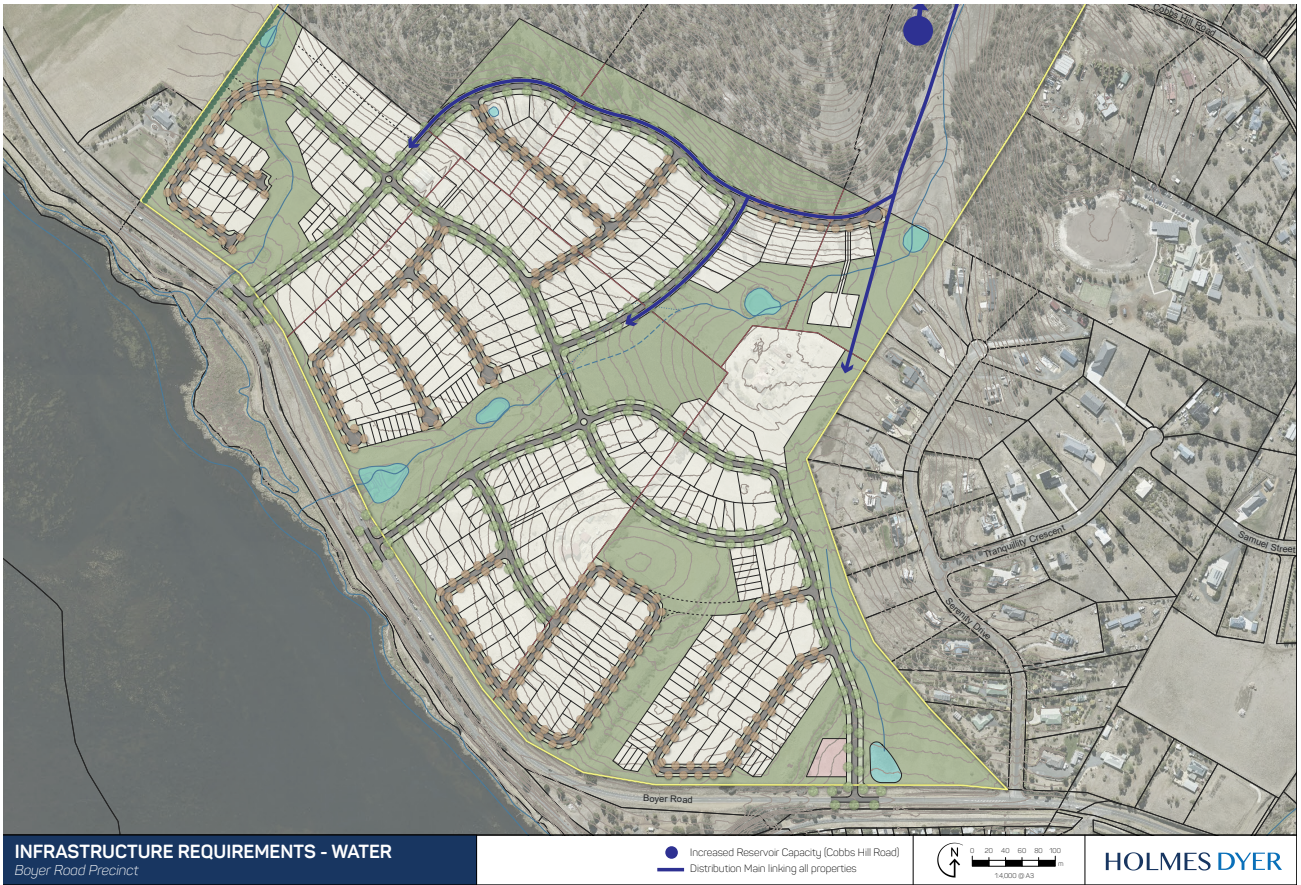 Cobbs Hill Road
Tranquility Crescent
Samuel Street
Serenity Drive
Boyer Road
INFRASTRUCTURE REQUIREMENTS - WATER
Boyer Road Precinct
Increased Reservoir Capacity (Cobbs Hill Road)
Distribution Main linking all properties
N
0 20 40 60 80 100
m
1:4,000 @ A3
HOLMES DYER